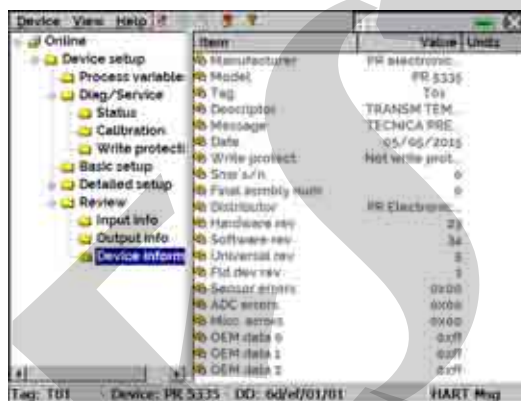 Device View Help
Online
Device setup
Process variable
Diag/Service
Status
Calibration
Write protecti
Basic setup
Detailed setup
Review
Input info
Output info
Device inform
Item Value Units
Manufacturer PR electronic...
Model PR 5335
Tag T01
Descriptor TRANSM TEM...
Message TECNICA PRE...
Date 05/05/2015
Write protect Not write prot...
Snsr s/n 0
Final asmbly num 0
Distributor PR Electronic...
Hardware rev 23
Software rev
Universal rev 5
Fld dev rev
Sensor errors 0x00
ADC errors 0x00
Misc. errors 0x00
OEM data 0 0xff
OEM data 1 0xff
OEM data 2 0xff
Tag: T01 Device: PR 5335 DD: 6d/ef/01/01 HART Msg